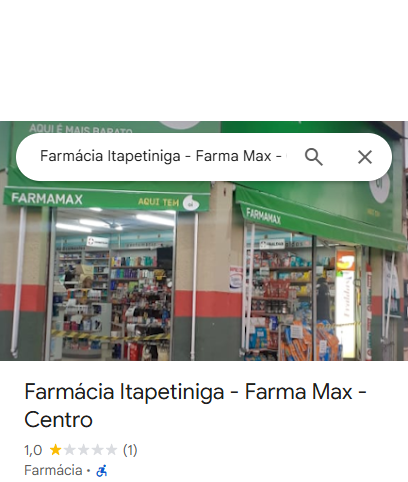 AQUI É MAIS BARATO
Farmácia Itapetiniga - Farma Max -
FARMAMAX
AQUI TEM
FARMAMAX
Farmácia Itapetiniga - Farma Max -
Centro
1,0 (1)
Farmácia ·